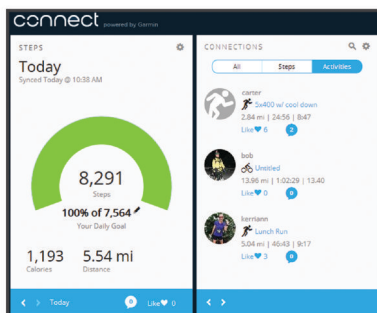 connect powered by Garmin
STEPS
Today
Synced Today @ 10:38 AM
8,291
Steps
100% of 7,564
Your Daily Goal
1,193
Calories
5.54 mi
Distance
Today
0
Like 0
CONNECTIONS
All
Steps
Activities
carter
5x400 w/ cool down
2.84 mi | 24:56 | 8:47
Like 6
2
bob
Untitled
13.86 mi | 1:02:29 | 13.40
Like 0
0
kerriann
Lunch Run
5.04 mi | 46:43 | 9:17
Like 3
0